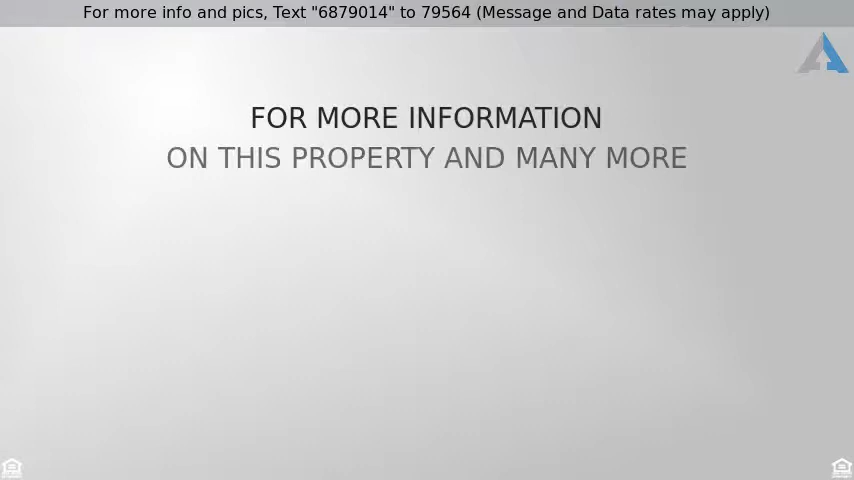 For more info and pics, Text "6879014" to 79564 (Message and Data rates may apply)
FOR MORE INFORMATION
ON THIS PROPERTY AND MANY MORE